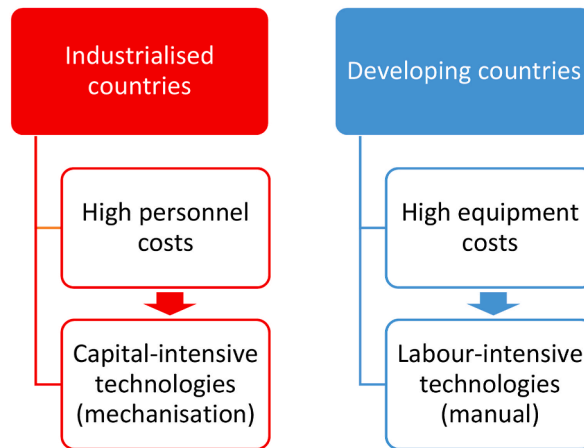 Industrialised
countries
High personnel
costs
Capital-intensive
technologies
(mechanisation)
Developing countries
High equipment
costs
Labour-intensive
technologies
(manual)